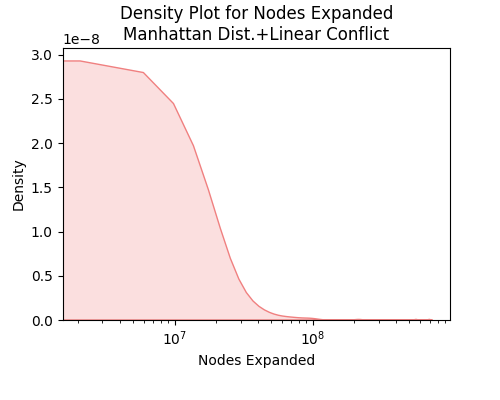 Density Plot for Nodes Expanded
Manhattan Dist.+Linear Conflict
1e−8
3.0
2.5
2.0
1.5
1.0
0.5
0.0
Density
10⁷
10⁸
Nodes Expanded